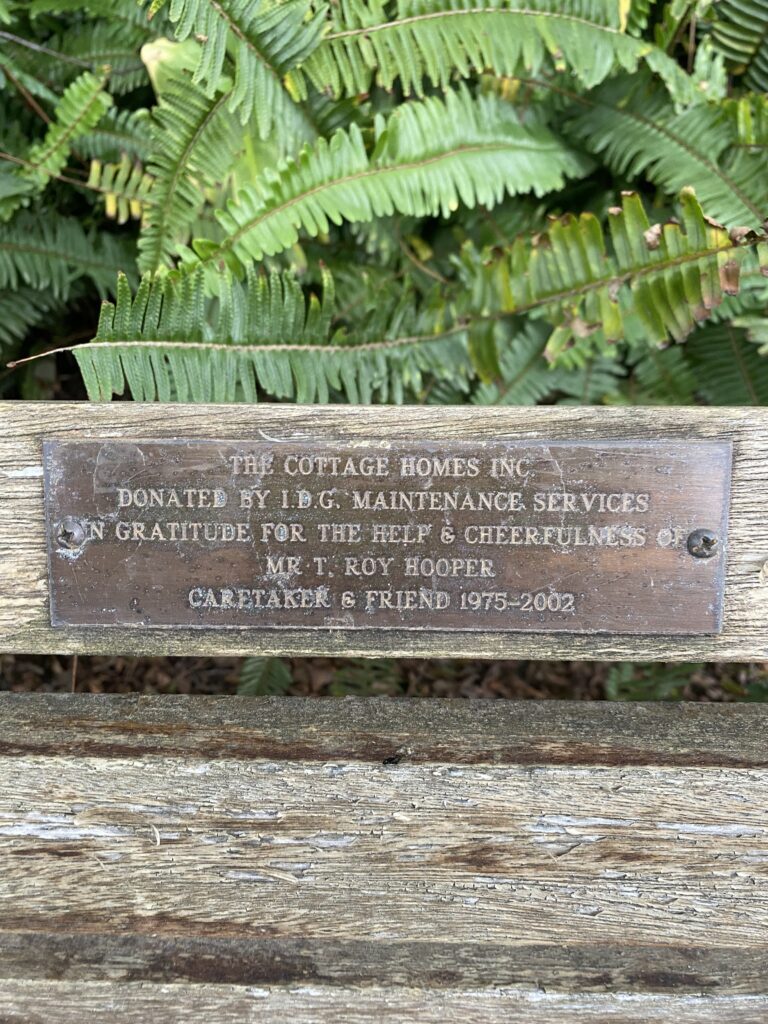 THE COTTAGE HOMES INC
DONATED BY I.D.G. MAINTENANCE SERVICES
IN GRATITUDE FOR THE HELP & CHEERFULNESS OF
MR T. ROY HOOPER
CARETAKER & FRIEND 1975-2002